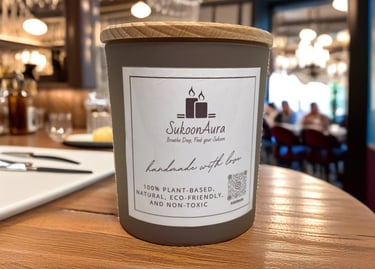 SukoonAura
Breathe Deep, Find your Sukoon
handmade with love
100% PLANT-BASED,
NATURAL, ECO-FRIENDLY,
AND NON-TOXIC